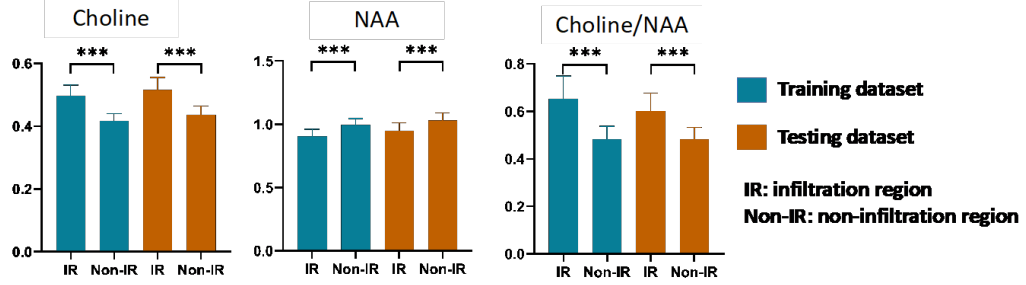 Choline
*** ***
0.6
0.4
0.2
0.0
IR Non-IR IR Non-IR
NAA
*** ***
1.5
1.0
0.5
0.0
IR Non-IR IR Non-IR
Choline/NAA
*** ***
0.8
0.6
0.4
0.2
0.0
IR Non-IR IR Non-IR
Training dataset
Testing dataset
IR: infiltration region
Non-IR: non-infiltration region